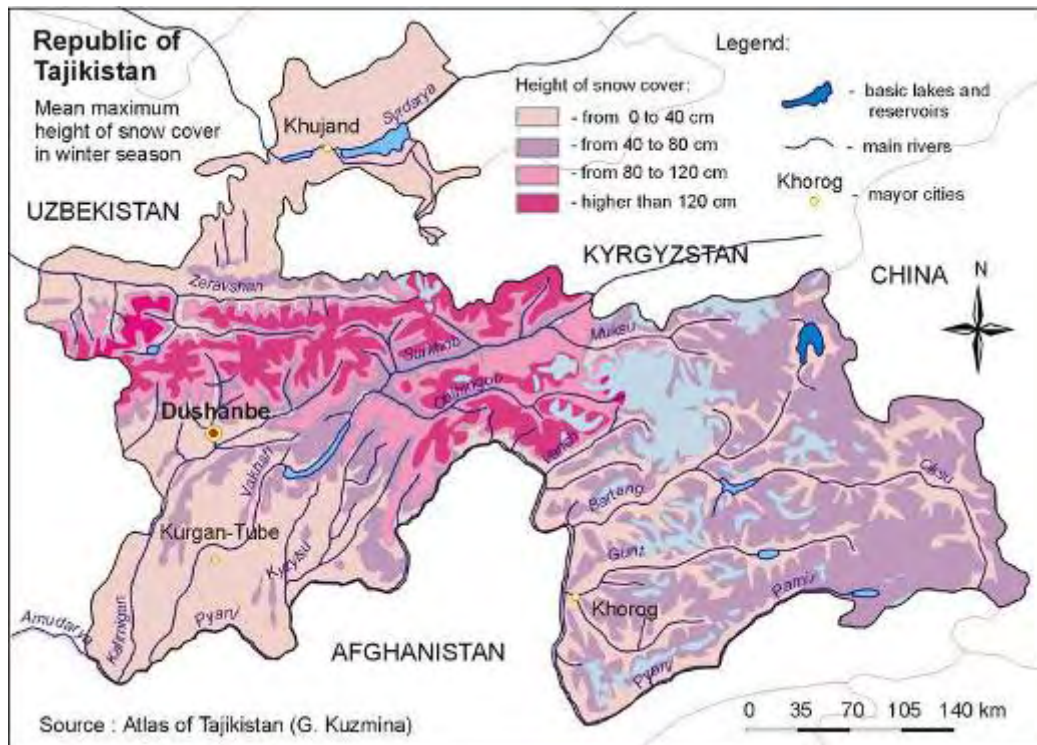 Republic of
Tajikistan
Mean maximum
height of snow cover
in winter season
Legend:
Height of snow cover:
- from 0 to 40 cm
- from 40 to 80 cm
- from 80 to 120 cm
- higher than 120 cm
- basic lakes and
reservoirs
- main rivers
Khorog
- mayor cities
Khujand
Sirdarya
UZBEKISTAN
KYRGYZSTAN
CHINA
N
Zeravshan
Surkhob
Muksu
Dushanbe
Vakhsh
Bartang
Oksu
Kurgan-Tube
Kyzylsu
Gunt
Pamir
Khorog
Amudarya
Kafirnigan
Pyanj
AFGHANISTAN
Pyanj
0 35 70 105 140 km
Source : Atlas of Tajikistan (G. Kuzmina)